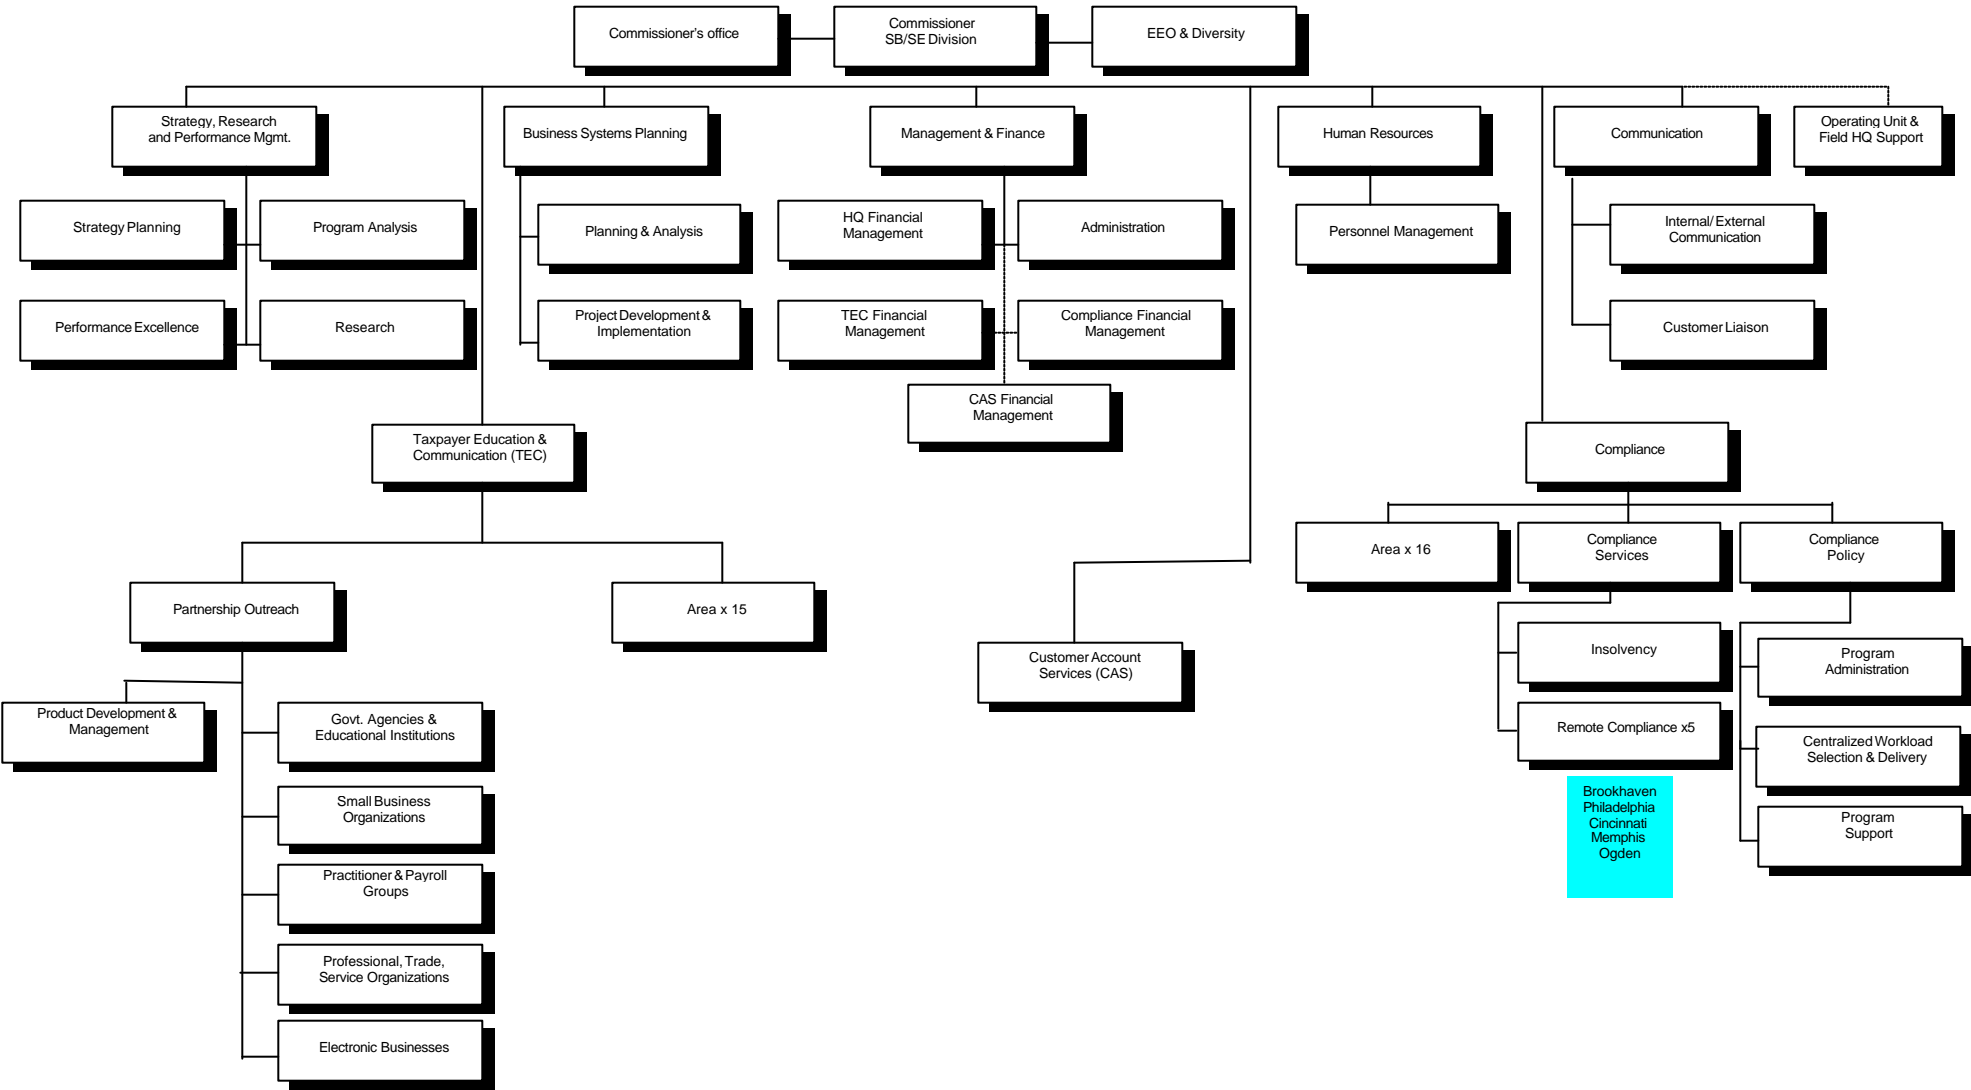 Commissioner's office
Commissioner
SB/SE Division
EEO & Diversity
Strategy, Research
and Performance Mgmt.
Business Systems Planning
Management & Finance
Human Resources
Communication
Operating Unit &
Field HQ Support
Strategy Planning
Program Analysis
Planning & Analysis
HQ Financial
Management
Administration
Personnel Management
Internal/ External
Communication
Performance Excellence
Research
Project Development &
Implementation
TEC Financial
Management
Compliance Financial
Management
Customer Liaison
CAS Financial
Management
Taxpayer Education &
Communication (TEC)
Compliance
Area x 16
Compliance
Services
Compliance
Policy
Partnership Outreach
Area x 15
Customer Account
Services (CAS)
Insolvency
Program
Administration
Product Development &
Management
Govt. Agencies &
Educational Institutions
Remote Compliance x5
Centralized Workload
Selection & Delivery
Small Business
Organizations
Brookhaven
Philadelphia
Cincinnati
Memphis
Ogden
Program
Support
Practitioner & Payroll
Groups
Professional, Trade,
Service Organizations
Electronic Businesses